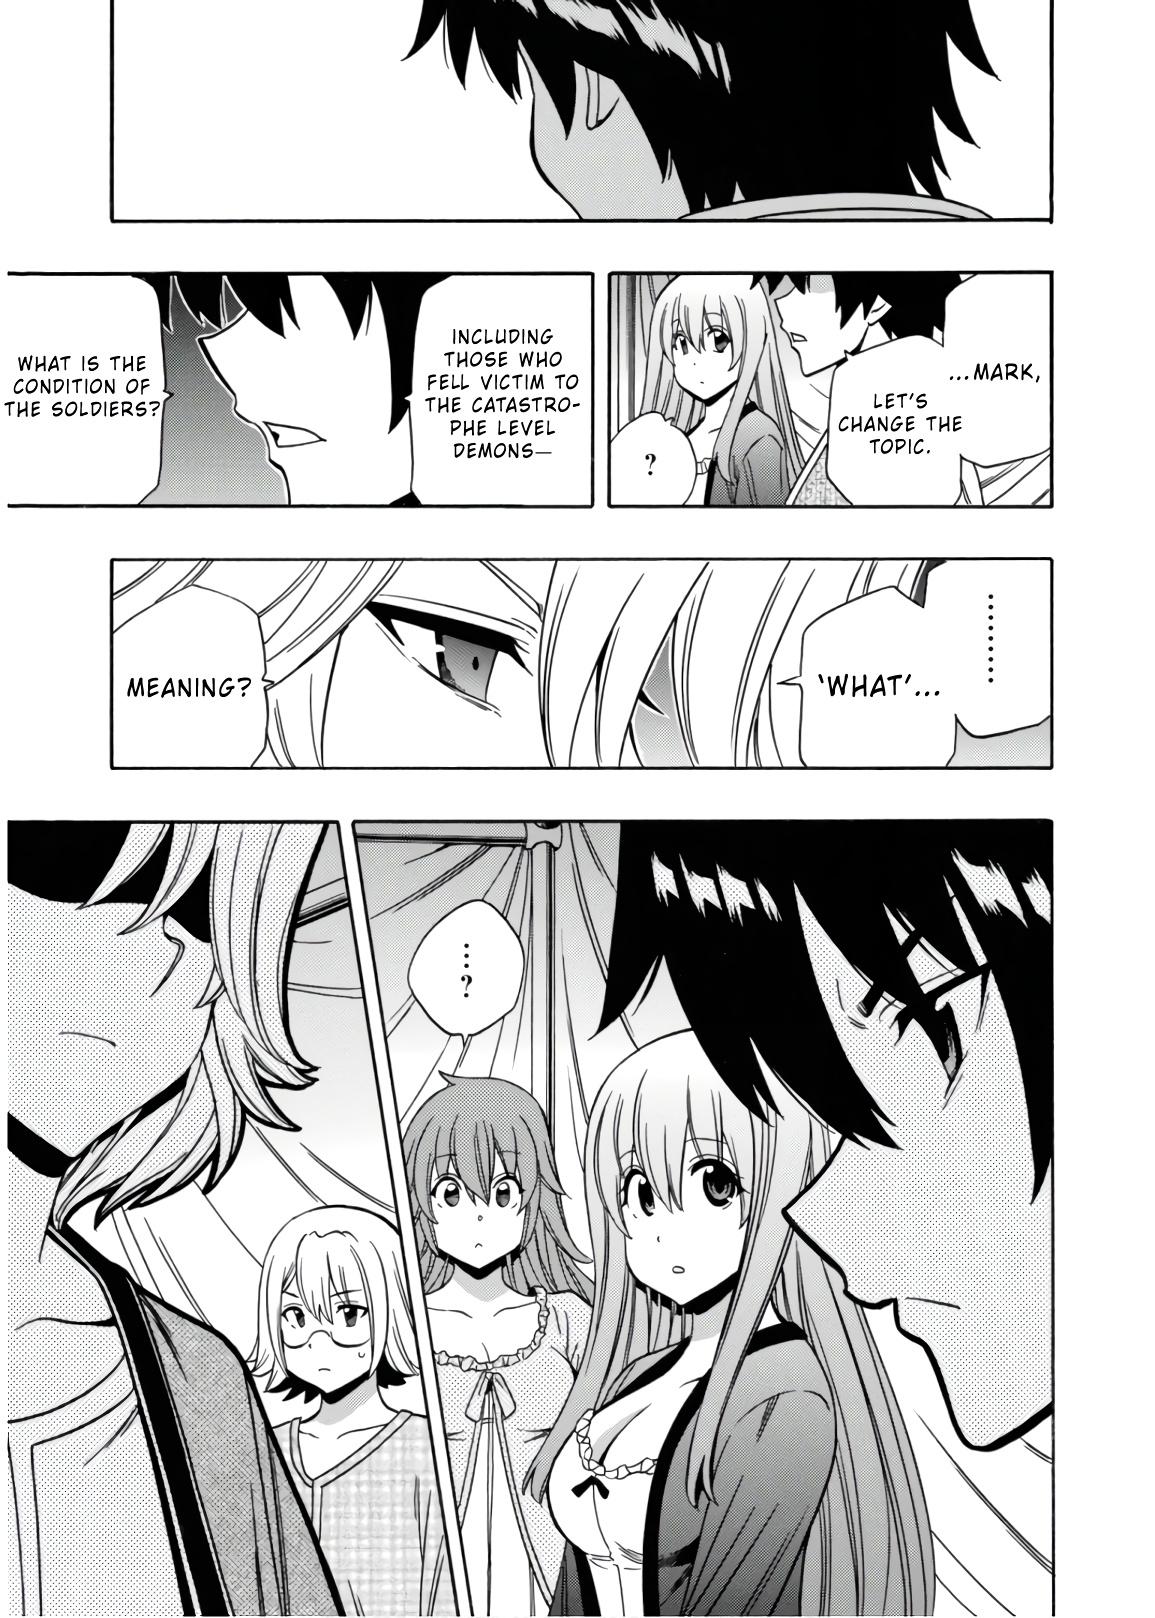 ...MARK,
LET'S
CHANGE THE
TOPIC.
?
INCLUDING
THOSE WHO
FELL VICTIM TO
THE CATASTRO-
PHE LEVEL
DEMONS—
WHAT IS THE
CONDITION OF
THE SOLDIERS?
.........
'WHAT'...
MEANING?
...
?